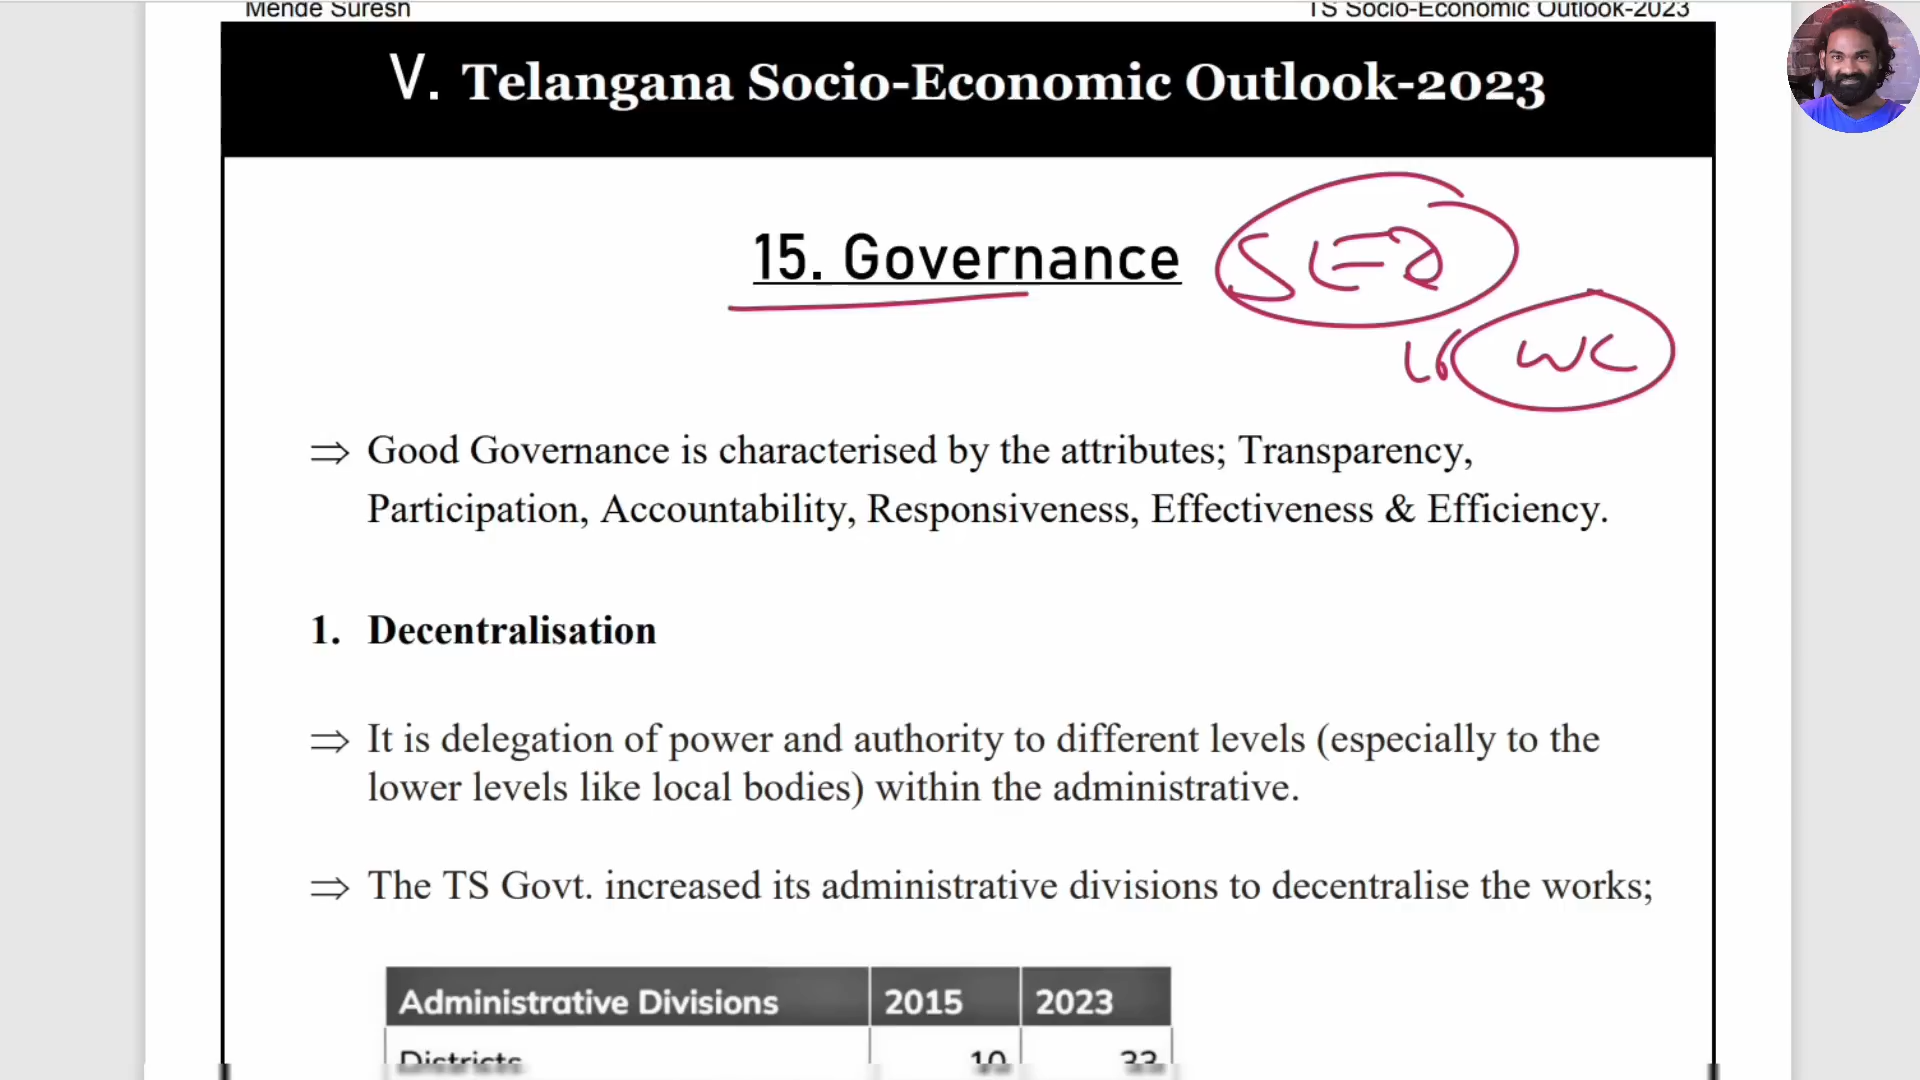 Mende Suresh
TS Socio-Economic Outlook-2023
V. Telangana Socio-Economic Outlook-2023
15. Governance
WC
⇒ Good Governance is characterised by the attributes; Transparency,
Participation, Accountability, Responsiveness, Effectiveness & Efficiency.
1. Decentralisation
⇒ It is delegation of power and authority to different levels (especially to the
lower levels like local bodies) within the administrative.
⇒ The TS Govt. increased its administrative divisions to decentralise the works;
Administrative Divisions 2015 2023
Districts 10 33